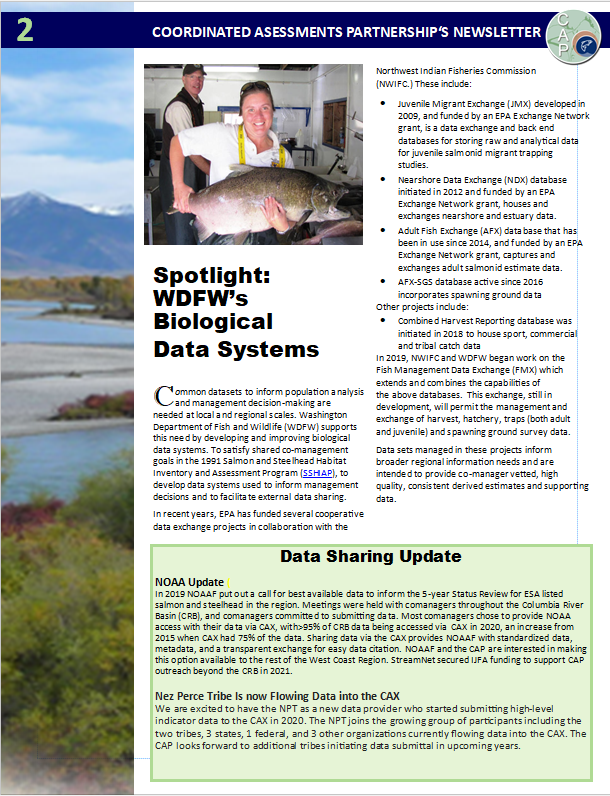 2
COORDINATED ASESSMENTS PARTNERSHIP'S NEWSLETTER
CAP
Spotlight:
WDFW's
Biological
Data Systems
Common datasets to inform population analysis
and management decision-making are
needed at local and regional scales. Washington
Department of Fish and Wildlife (WDFW) supports
this need by developing and improving biological
data systems. To satisfy shared co-management
goals in the 1991 Salmon and Steelhead Habitat
Inventory and Assessment Program (SSHIAP), to
develop data systems used to inform management
decisions and to facilitate external data sharing.
In recent years, EPA has funded several cooperative
data exchange projects in collaboration with the
Northwest Indian Fisheries Commission
(NWIFC.) These include:
• Juvenile Migrant Exchange (JMX) developed in
2009, and funded by an EPA Exchange Network
grant, is a data exchange and back end
databases for storing raw and analytical data
for juvenile salmonid migrant trapping
studies.
• Nearshore Data Exchange (NDX) database
initiated in 2012 and funded by an EPA
Exchange Network grant, houses and
exchanges nearshore and estuary data.
• Adult Fish Exchange (AFX) database that has
been in use since 2014, and funded by an EPA
Exchange Network grant, captures and
exchanges adult salmonid estimate data.
• AFX-SGS database active since 2016
incorporates spawning ground data
Other projects include:
• Combined Harvest Reporting database was
initiated in 2018 to house sport, commercial
and tribal catch data
In 2019, NWIFC and WDFW began work on the
Fish Management Data Exchange (FMX) which
extends and combines the capabilities of
the above databases. This exchange, still in
development, will permit the management and
exchange of harvest, hatchery, traps (both adult
and juvenile) and spawning ground survey data.
Data sets managed in these projects inform
broader regional information needs and are
intended to provide co-manager vetted, high
quality, consistent derived estimates and supporting
data.
Data Sharing Update
NOAA Update
In 2019 NOAAF put out a call for best available data to inform the 5-year Status Review for ESA listed
salmon and steelhead in the region. Meetings were held with comanagers throughout the Columbia River
Basin (CRB), and comanagers committed to submitting data. Most comanagers chose to provide NOAA
access with their data via CAX, with>95% of CRB data being accessed via CAX in 2020, an increase from
2015 when CAX had 75% of the data. Sharing data via the CAX provides NOAAF with standardized data,
metadata, and a transparent exchange for easy data citation. NOAAF and the CAP are interested in making
this option available to the rest of the West Coast Region. StreamNet secured IJFA funding to support CAP
outreach beyond the CRB in 2021.
Nez Perce Tribe Is now Flowing Data into the CAX
We are excited to have the NPT as a new data provider who started submitting high-level
indicator data to the CAX in 2020. The NPT joins the growing group of participants including the
two tribes, 3 states, 1 federal, and 3 other organizations currently flowing data into the CAX. The
CAP looks forward to additional tribes initiating data submittal in upcoming years.